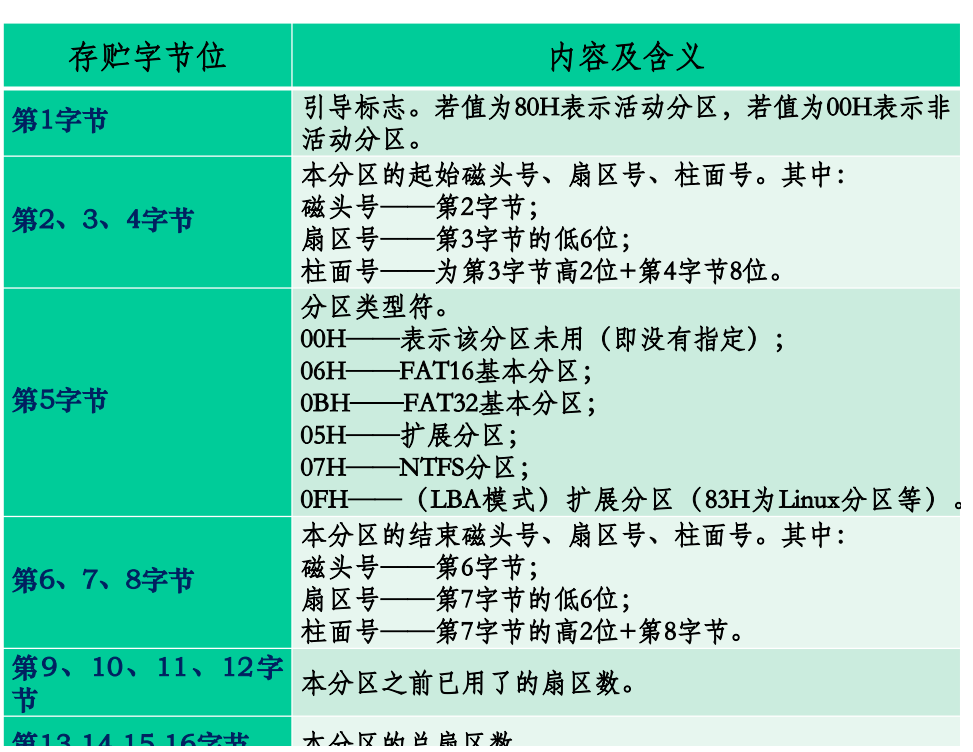 存贮字节位
内容及含义
第1字节
引导标志。若值为80H表示活动分区，若值为00H表示非
活动分区。
第2、3、4字节
本分区的起始磁头号、扇区号、柱面号。其中：
磁头号——第2字节；
扇区号——第3字节的低6位；
柱面号——为第3字节高2位+第4字节8位。
第5字节
分区类型符。
00H——表示该分区未用（即没有指定）；
06H——FAT16基本分区；
0BH——FAT32基本分区；
05H——扩展分区；
07H——NTFS分区；
0FH——（LBA模式）扩展分区（83H为Linux分区等）。
第6、7、8字节
本分区的结束磁头号、扇区号、柱面号。其中：
磁头号——第6字节；
扇区号——第7字节的低6位；
柱面号——第7字节的高2位+第8字节。
第9、10、11、12字
节
本分区之前已用了的扇区数。
第13,14,15,16字节
本分区的总扇区数